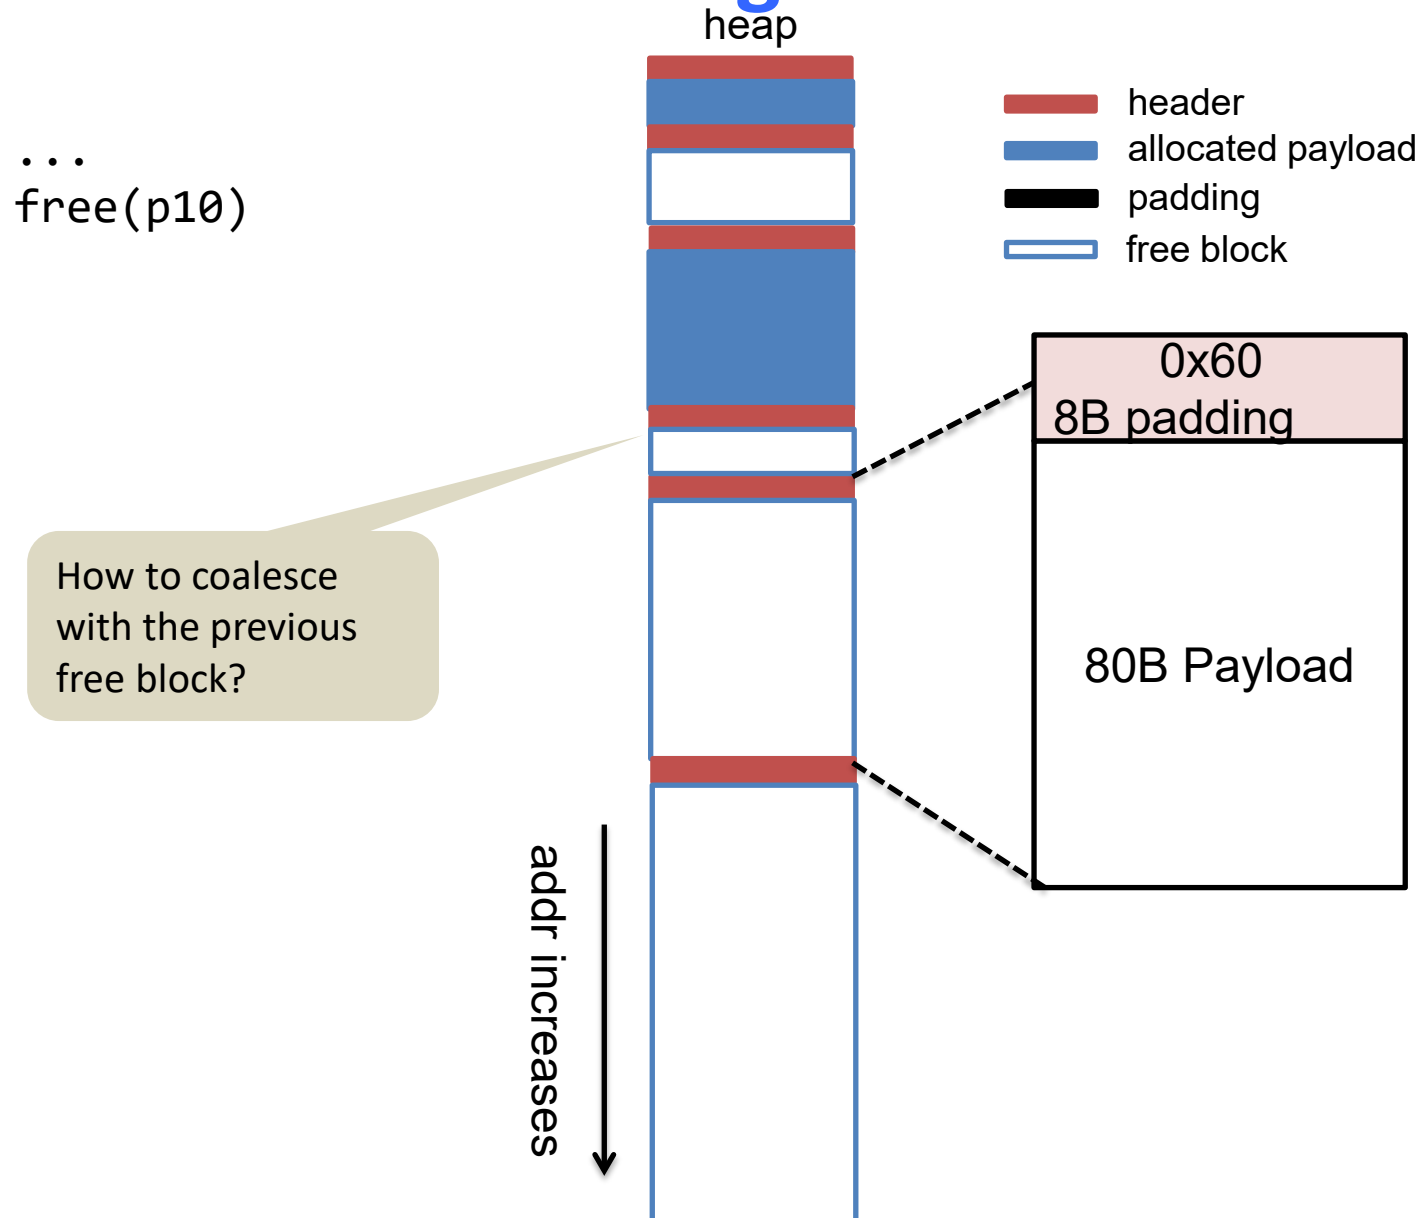 heap
...
free(p10)
header
allocated payload
padding
free block
0x60
8B padding
80B Payload
How to coalesce
with the previous
free block?
addr increases